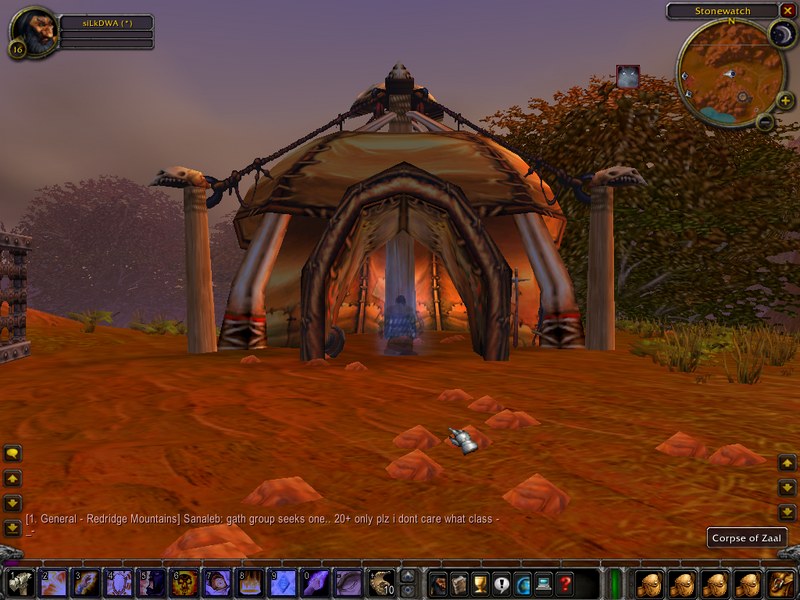 siLkDWA (*)
16
Stonewatch
N
[1. General - Redridge Mountains] Sanaleb: gath group seeks one.. 20+ only plz i dont care what class -
_-
Corpse of Zaal
2 3 4 5 6 7 8 9 0
10